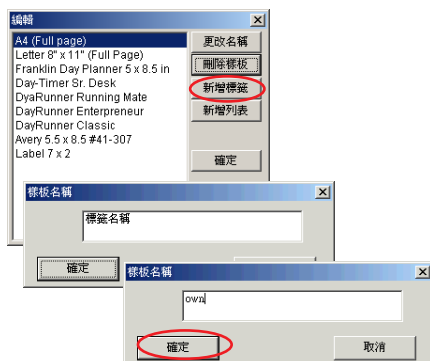 編輯
A4 (Full page)
Letter 8" x 11" (Full Page)
Franklin Day Planner 5 x 8.5 in
Day-Timer Sr. Desk
DyaRunner Running Mate
DayRunner Enterpreneur
DayRunner Classic
Avery 5.5 x 8.5 #41-307
Label 7 x 2
更改名稱
刪除樣板
新增標籤
新增列表
確定
樣板名稱
標籤名稱
確定
樣板名稱
own
確定
取消